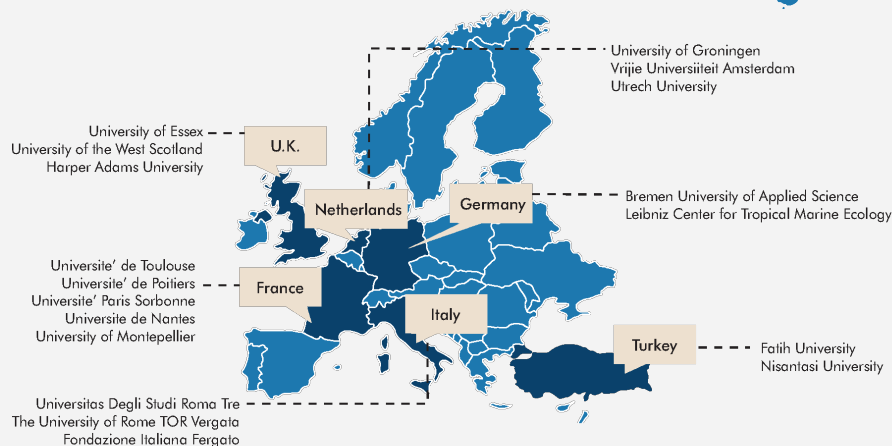 University of Groningen
Vrijie Universiiteit Amsterdam
Utrech University
University of Essex
University of the West Scotland
Harper Adams University
U.K.
Netherlands
Germany
Bremen University of Applied Science
Leibniz Center for Tropical Marine Ecology
Universite' de Toulouse
Universite' de Poitiers
Universite' Paris Sorbonne
Universite de Nantes
University of Montepellier
France
Italy
Turkey
Fatih University
Nisantasi University
Universitas Degli Studi Roma Tre
The University of Rome TOR Vergata
Fondazione Italiana Fergato